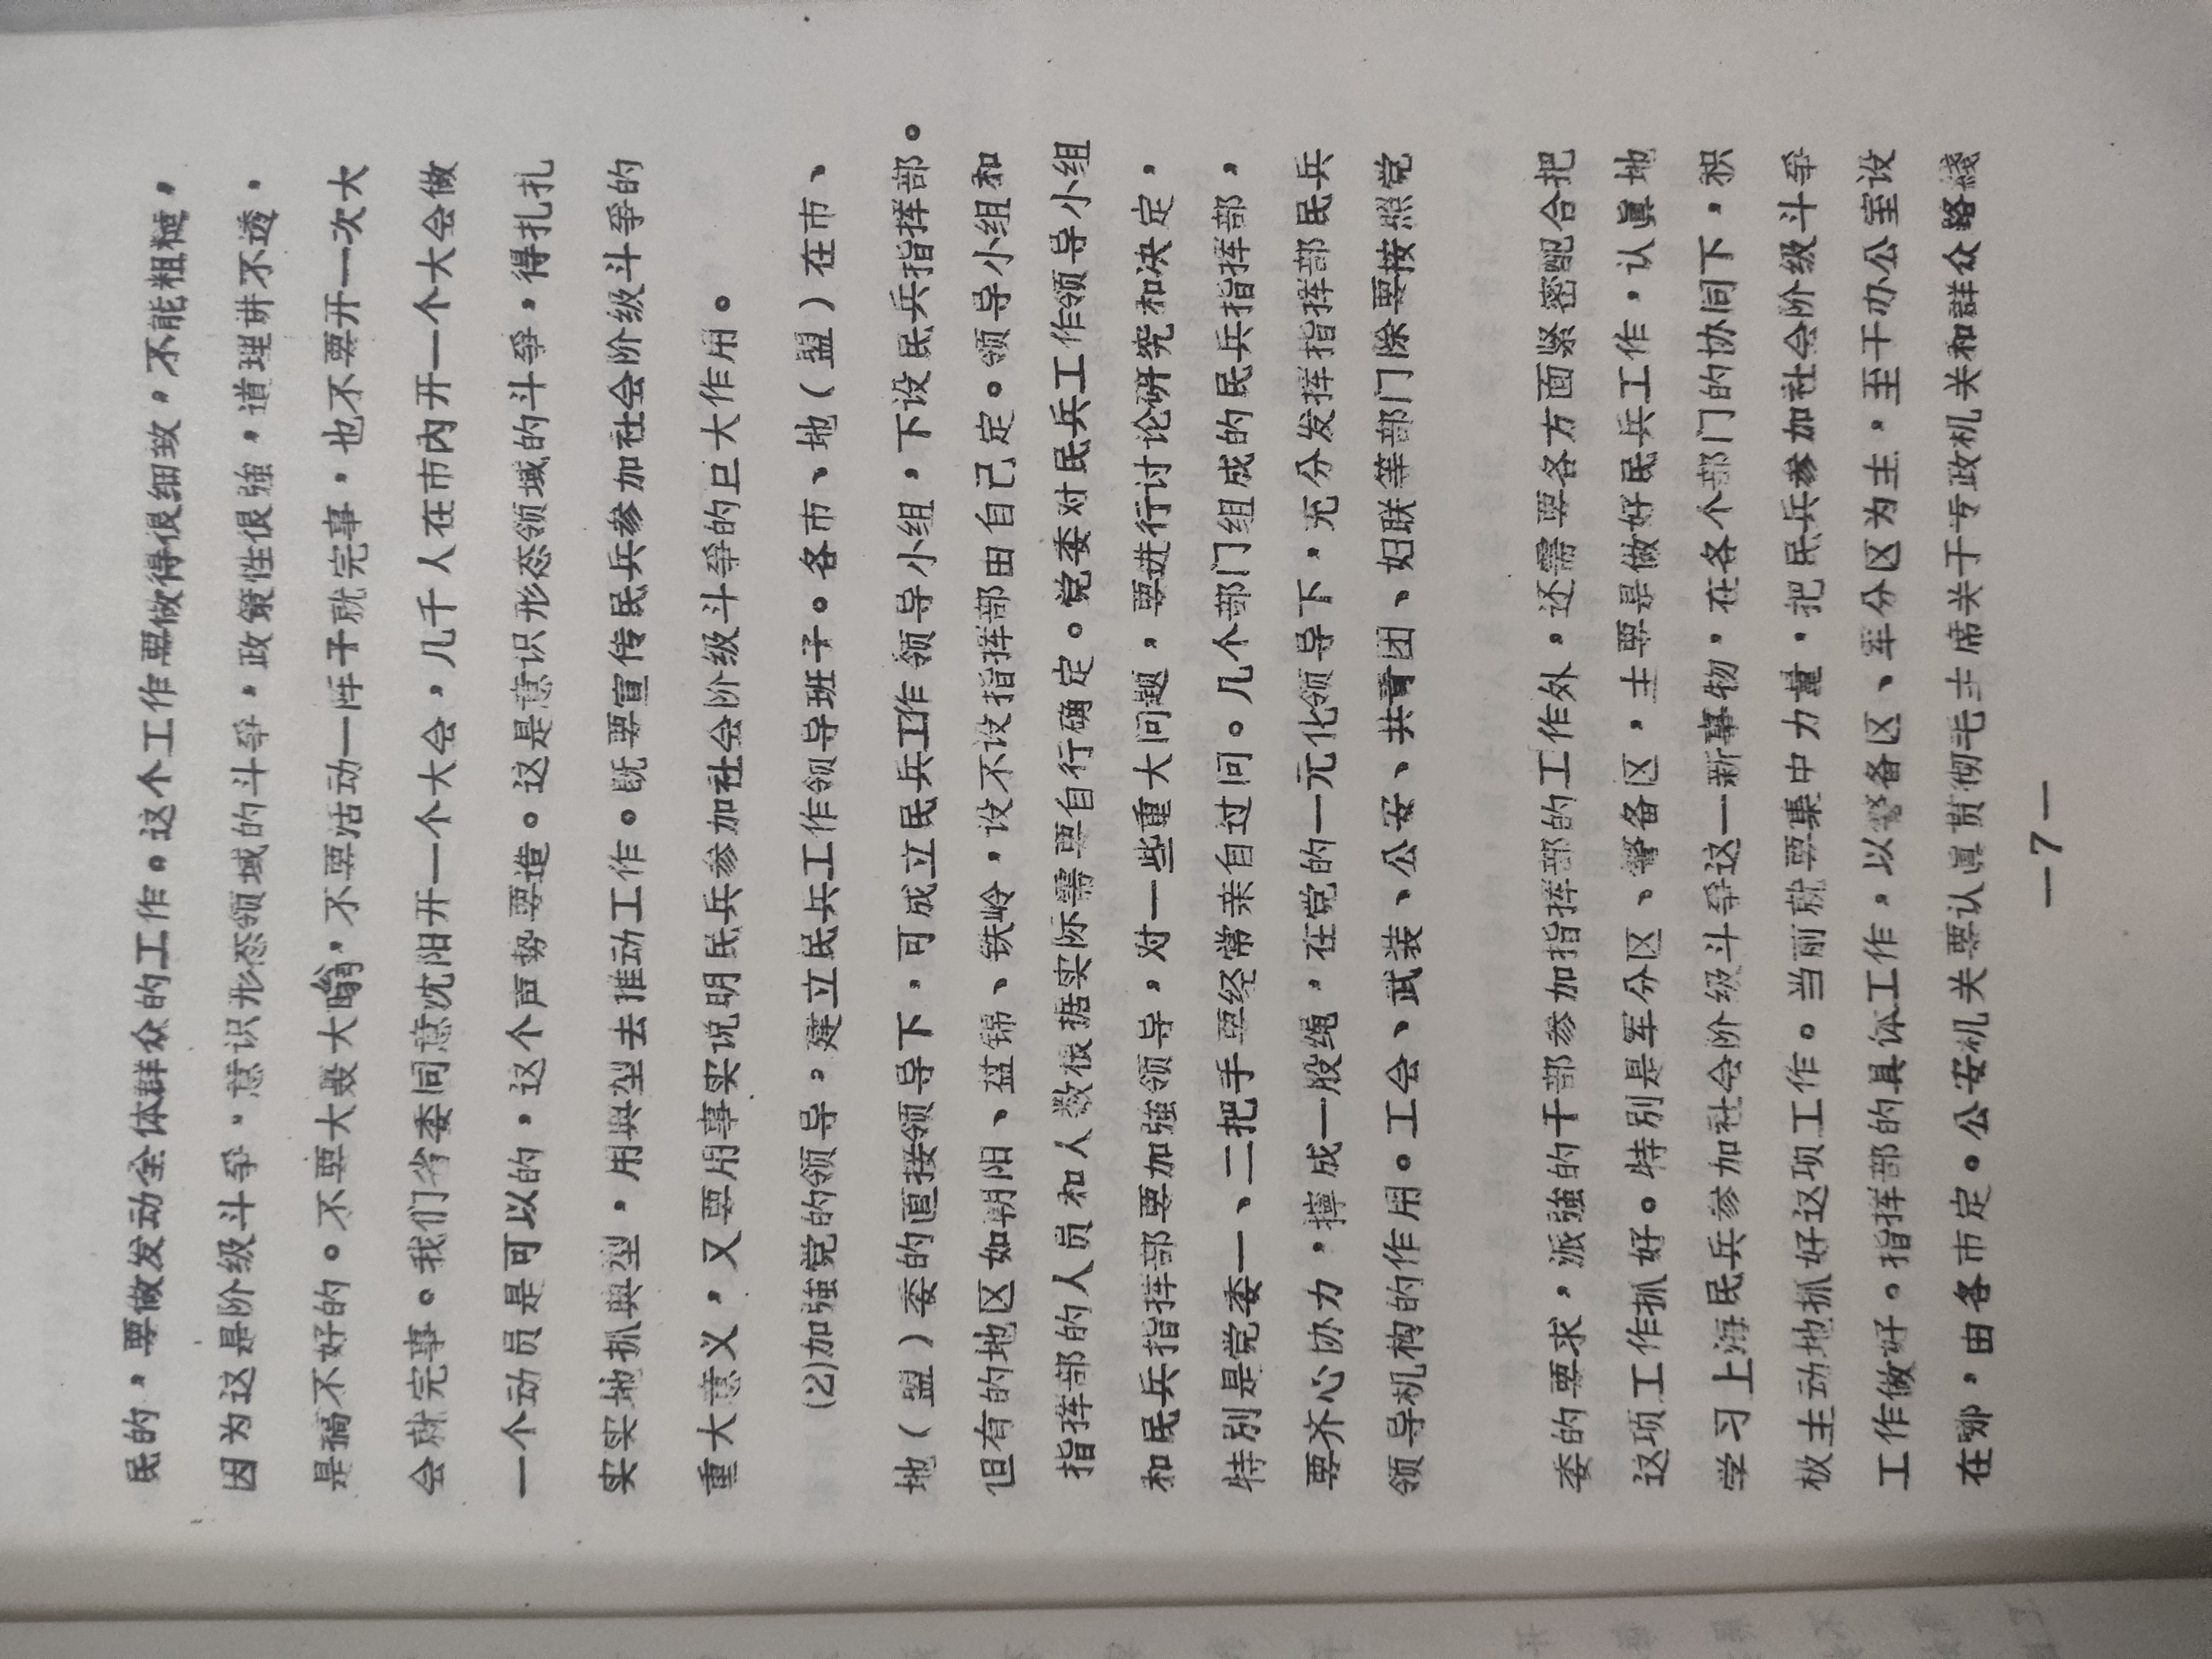 民的，要做发动全体群众的工作。这个工作要做得很细致，不能粗糙，
因为这是阶级斗爭，意识形态领域的斗爭，政策性很強，道理讲不透，
是搞不好的。不要大轰大嗡，不要活动一阵子就完事，也不要开一次大
会就完事。我们省委同意沈阳开一个大会，几千人在市内开一个大会做
一个动员是可以的，这个声势要造。这是意识形态领域的斗爭，得扎扎
实实地抓典型，用典型去推动工作。既要宣传民兵参加社会阶级斗爭的
重大意义，又要用事实说明民兵参加社会阶级斗爭的巨大作用。
⑵加強党的领导，建立民兵工作领导班子。各市、地（盟）在市、
地（盟）委的直接领导下，可成立民兵工作领导小组，下设民兵指挥部。
但有的地区如朝阳、盘锦、铁岭，设不设指挥部由自己定。领导小组和
指挥部的人员和人数根据实际需要自行确定。党委对民兵工作领导小组
和民兵指挥部要加強领导，对一些重大问题，要进行讨论研究和决定，
特別是党委一、二把手要经常亲自过问。几个部门组成的民兵指挥部，
要齐心协力，擰成一股绳，在党的一元化领导下，充分发挥指挥部民兵
领导机构的作用。工会、武装、公安、共青团、妇联等部门除要按照党
委的要求，派強的干部参加指挥部的工作外，还需要各方面紧密配合把
这项工作抓好。特別是军分区、警备区，主要是做好民兵工作，认眞地
学习上海民兵参加社会阶级斗爭这一新事物，在各个部门的协同下，积
极主动地抓好这项工作。当前就要集中力量，把民兵参加社会阶级斗爭
工作做好。指挥部的具体工作，以警备区、军分区为主，至于办公室设
在哪，由各市定。公安机关要认眞贯彻毛主席关于专政机关和群众路綫
—7—